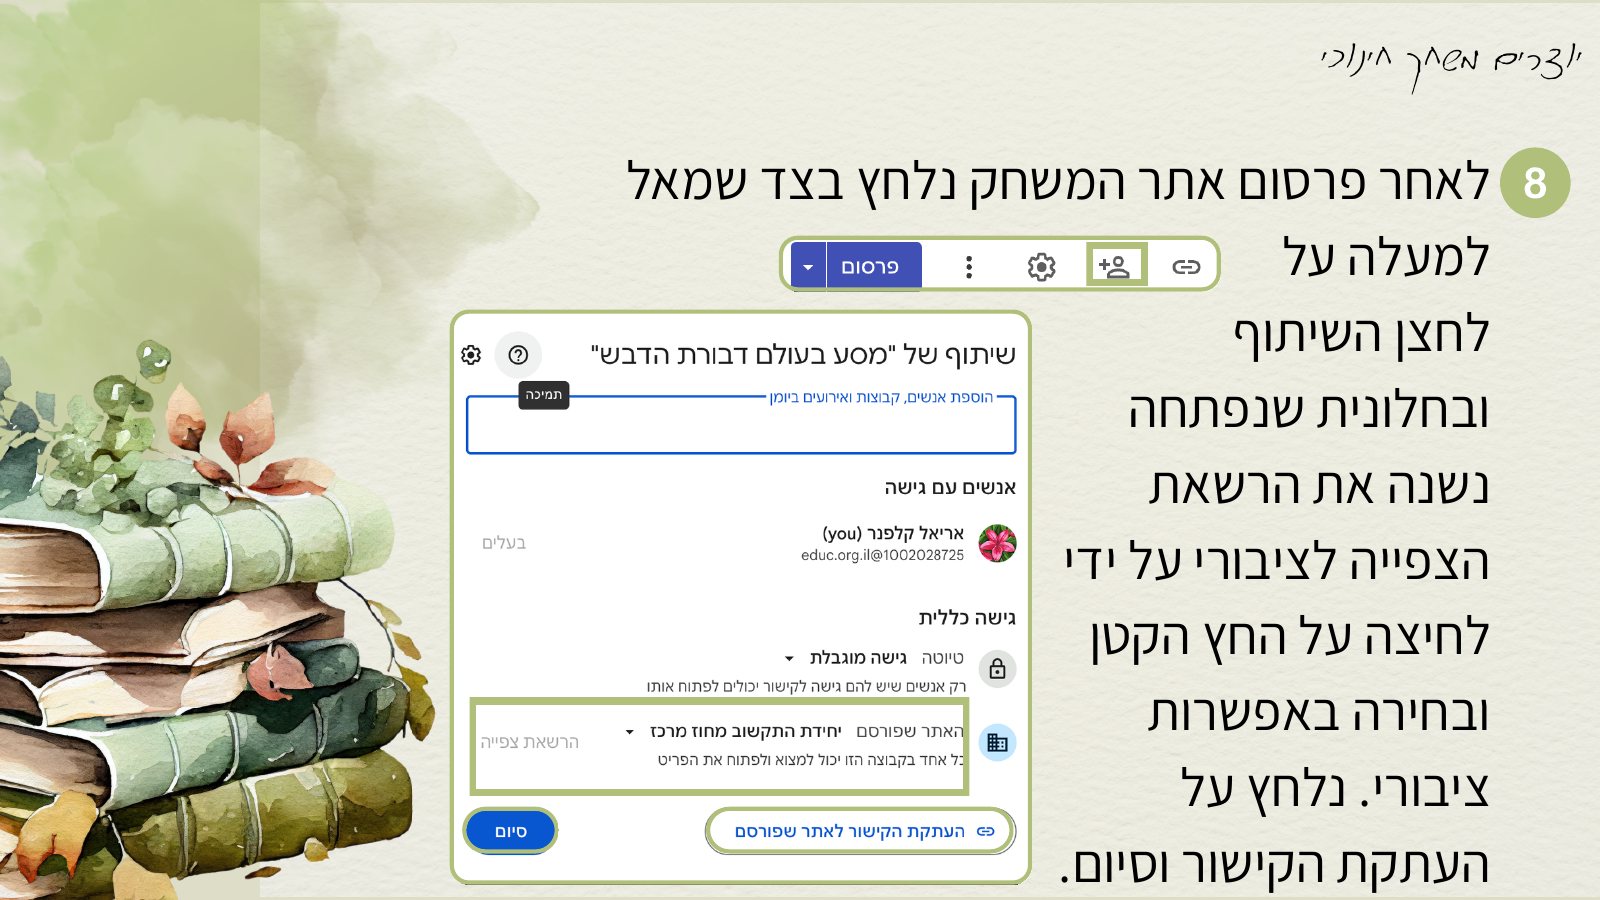 יוצרים משחק חינוכי
8
לאחר פרסום אתר המשחק נלחץ בצד שמאל
למעלה על
פרסום
לחצן השיתוף
ובחלונית שנפתחה
נשנה את הרשאת
הצפייה לציבורי על ידי
לחיצה על החץ הקטן
ובחירה באפשרות
ציבורי. נלחץ על
העתקת הקישור וסיום.
שיתוף של "מסע בעולם דבורת הדבש"
תמיכה
הוספת אנשים, קבוצות ואירועים ביומן
אנשים עם גישה
אריאל קלפנר (you)
1002028725@educ.org.il
בעלים
גישה כללית
טיוטה גישה מוגבלת
רק אנשים שיש להם גישה לקישור יכולים לפתוח אותו
האתר שפורסם יחידת התקשוב מחוז מרכז
הרשאת צפייה
כל אחד בקבוצה הזו יכול למצוא ולפתוח את הפריט
העתקת הקישור לאתר שפורסם
סיום